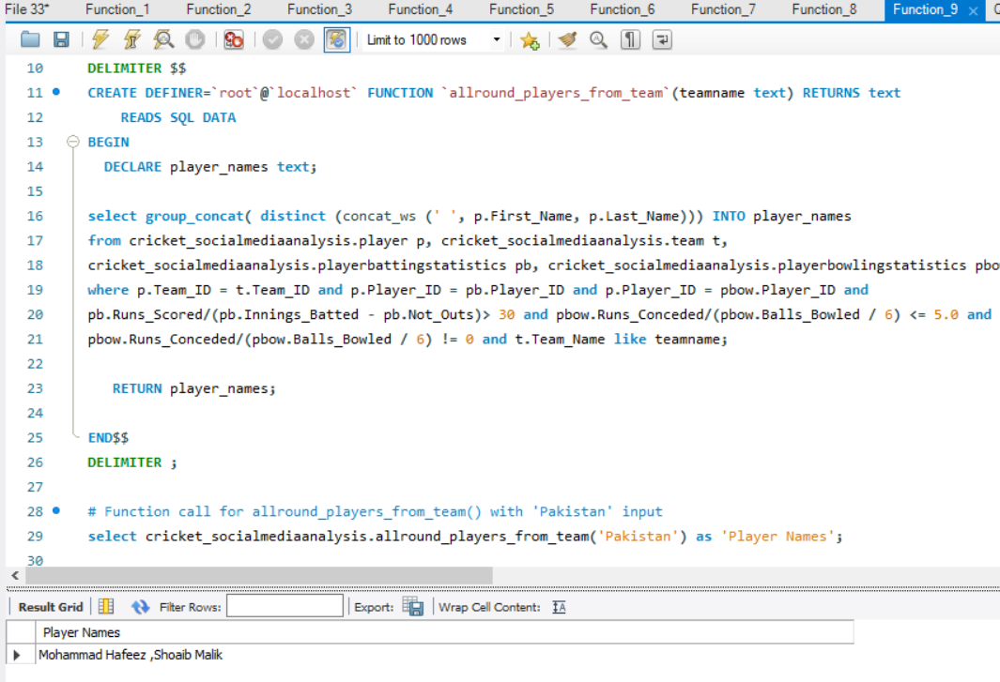 File 33* Function_1 Function_2 Function_3 Function_4 Function_5 Function_6 Function_7 Function_8 Function_9
Limit to 1000 rows
10 DELIMITER $$
11 CREATE DEFINER=`root`@`localhost` FUNCTION `allround_players_from_team`(teamname text) RETURNS text
12 READS SQL DATA
13 BEGIN
14 DECLARE player_names text;
15
16 select group_concat( distinct (concat_ws (' ', p.First_Name, p.Last_Name))) INTO player_names
17 from cricket_socialmediaanalysis.player p, cricket_socialmediaanalysis.team t,
18 cricket_socialmediaanalysis.playerbattingstatistics pb, cricket_socialmediaanalysis.playerbowlingstatistics pbo
19 where p.Team_ID = t.Team_ID and p.Player_ID = pb.Player_ID and p.Player_ID = pbow.Player_ID and
20 pb.Runs_Scored/(pb.Innings_Batted - pb.Not_Outs)> 30 and pbow.Runs_Conceded/(pbow.Balls_Bowled / 6) <= 5.0 and
21 pbow.Runs_Conceded/(pbow.Balls_Bowled / 6) != 0 and t.Team_Name like teamname;
22
23 RETURN player_names;
24
25 END$$
26 DELIMITER ;
27
28 # Function call for allround_players_from_team() with 'Pakistan' input
29 select cricket_socialmediaanalysis.allround_players_from_team('Pakistan') as 'Player Names';
30
Result Grid Filter Rows: Export: Wrap Cell Content:
Player Names
Mohammad Hafeez ,Shoaib Malik